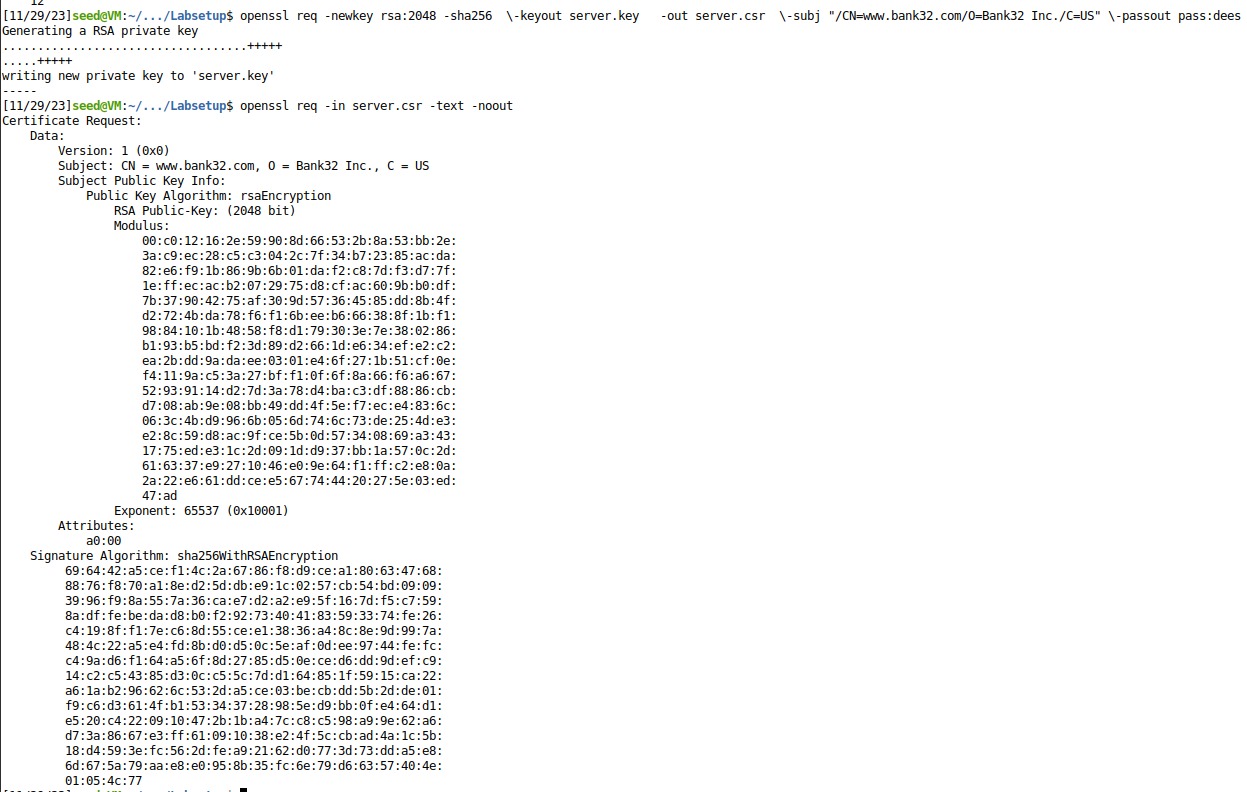 12
[11/29/23]seed@VM:~/.../Labsetup$ openssl req -newkey rsa:2048 -sha256  \-keyout server.key   -out server.csr  \-subj "/CN=www.bank32.com/O=Bank32 Inc./C=US" \-passout pass:dees
Generating a RSA private key
...................................+++++
.....+++++
writing new private key to 'server.key'
-----
[11/29/23]seed@VM:~/.../Labsetup$ openssl req -in server.csr -text -noout
Certificate Request:
    Data:
        Version: 1 (0x0)
        Subject: CN = www.bank32.com, O = Bank32 Inc., C = US
        Subject Public Key Info:
            Public Key Algorithm: rsaEncryption
                RSA Public-Key: (2048 bit)
                Modulus:
                    00:c0:12:16:2e:59:90:8d:66:53:2b:8a:53:bb:2e:
                    3a:c9:ec:28:c5:c3:04:2c:7f:34:b7:23:85:ac:da:
                    82:e6:f9:1b:86:9b:6b:01:da:f2:c8:7d:f3:d7:7f:
                    1e:ff:ec:ac:b2:07:29:75:d8:cf:ac:60:9b:b0:df:
                    7b:37:90:42:75:af:30:9d:57:36:45:85:dd:8b:4f:
                    d2:72:4b:da:78:f6:f1:6b:ee:b6:66:38:8f:1b:f1:
                    98:84:10:1b:48:58:f8:d1:79:30:3e:7e:38:02:86:
                    b1:93:b5:bd:f2:3d:89:d2:66:1d:e6:34:ef:e2:c2:
                    ea:2b:dd:9a:da:ee:03:01:e4:6f:27:1b:51:cf:0e:
                    f4:11:9a:c5:3a:27:bf:f1:0f:6f:8a:66:f6:a6:67:
                    52:93:91:14:d2:7d:3a:78:d4:ba:c3:df:88:86:cb:
                    d7:08:ab:9e:08:bb:49:dd:4f:5e:f7:ec:e4:83:6c:
                    06:3c:4b:d9:96:6b:05:6d:74:6c:73:de:25:4d:e3:
                    e2:8c:59:d8:ac:9f:ce:5b:0d:57:34:08:69:a3:43:
                    17:75:ed:e3:1c:2d:09:1d:d9:37:bb:1a:57:0c:2d:
                    61:63:37:e9:27:10:46:e0:9e:64:f1:ff:c2:e8:0a:
                    2a:22:e6:61:dd:ce:e5:67:74:44:20:27:5e:03:ed:
                    47:ad
                Exponent: 65537 (0x10001)
        Attributes:
            a0:00
    Signature Algorithm: sha256WithRSAEncryption
         69:64:42:a5:ce:f1:4c:2a:67:86:f8:d9:ce:a1:80:63:47:68:
         88:76:f8:70:a1:8e:d2:5d:db:e9:1c:02:57:cb:54:bd:09:09:
         39:96:f9:8a:55:7a:36:ca:e7:d2:a2:e9:5f:16:7d:f5:c7:59:
         8a:df:fe:be:da:d8:b0:f2:92:73:40:41:83:59:33:74:fe:26:
         c4:19:8f:f1:7e:c6:8d:55:ce:e1:38:36:a4:8c:8e:9d:99:7a:
         48:4c:22:a5:e4:fd:8b:d0:d5:0c:5e:af:0d:ee:97:44:fe:fc:
         c4:9a:d6:f1:64:a5:6f:8d:27:85:d5:0e:ce:d6:dd:9d:ef:c9:
         14:c2:c5:43:85:d3:0c:c5:5c:7d:d1:64:85:1f:59:15:ca:22:
         a6:1a:b2:96:62:6c:53:2d:a5:ce:03:be:cb:dd:5b:2d:de:01:
         f9:c6:d3:61:4f:b1:53:34:37:28:98:5e:d9:bb:0f:e4:64:d1:
         e5:20:c4:22:09:10:47:2b:1b:a4:7c:c8:c5:98:a9:9e:62:a6:
         d7:3a:86:67:e3:ff:61:09:10:38:e2:4f:5c:cb:ad:4a:1c:5b:
         18:d4:59:3e:fc:56:2d:fe:a9:21:62:d0:77:3d:73:dd:a5:e8:
         6d:67:5a:79:aa:e8:e0:95:8b:35:fc:6e:79:d6:63:57:40:4e:
         01:05:4c:77